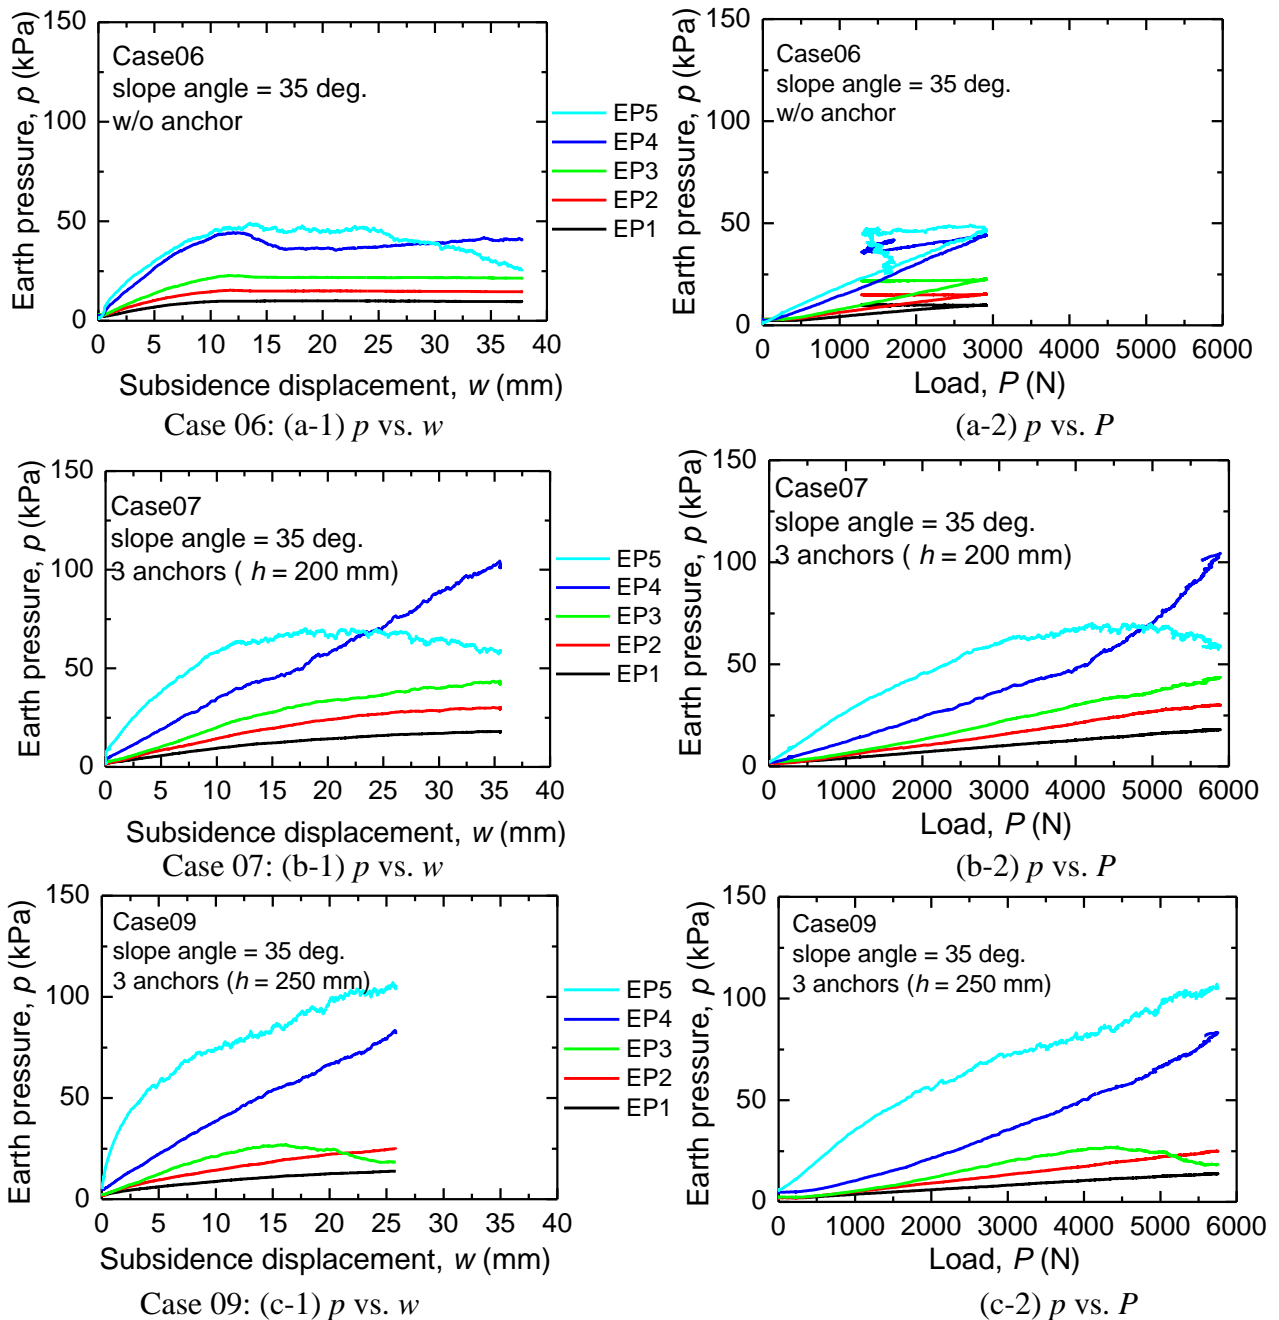 Earth pressure, p (kPa)
150
100
50
0
Case06
slope angle = 35 deg.
w/o anchor
0 5 10 15 20 25 30 35 40
Subsidence displacement, w (mm)
EP5
EP4
EP3
EP2
EP1
Case 06: (a-1) p vs. w
Earth pressure, p (kPa)
150
100
50
0
Case06
slope angle = 35 deg.
w/o anchor
0 1000 2000 3000 4000 5000 6000
Load, P (N)
(a-2) p vs. P
Earth pressure, p (kPa)
150
100
50
0
Case07
slope angle = 35 deg.
3 anchors ( h = 200 mm)
0 5 10 15 20 25 30 35 40
Subsidence displacement, w (mm)
EP5
EP4
EP3
EP2
EP1
Case 07: (b-1) p vs. w
Earth pressure, p (kPa)
150
100
50
0
Case07
slope angle = 35 deg.
3 anchors ( h = 200 mm)
0 1000 2000 3000 4000 5000 6000
Load, P (N)
(b-2) p vs. P
Earth pressure, p (kPa)
150
100
50
0
Case09
slope angle = 35 deg.
3 anchors (h = 250 mm)
0 5 10 15 20 25 30 35 40
Subsidence displacement, w (mm)
EP5
EP4
EP3
EP2
EP1
Case 09: (c-1) p vs. w
Earth pressure, p (kPa)
150
100
50
0
Case09
slope angle = 35 deg.
3 anchors (h = 250 mm)
0 1000 2000 3000 4000 5000 6000
Load, P (N)
(c-2) p vs. P